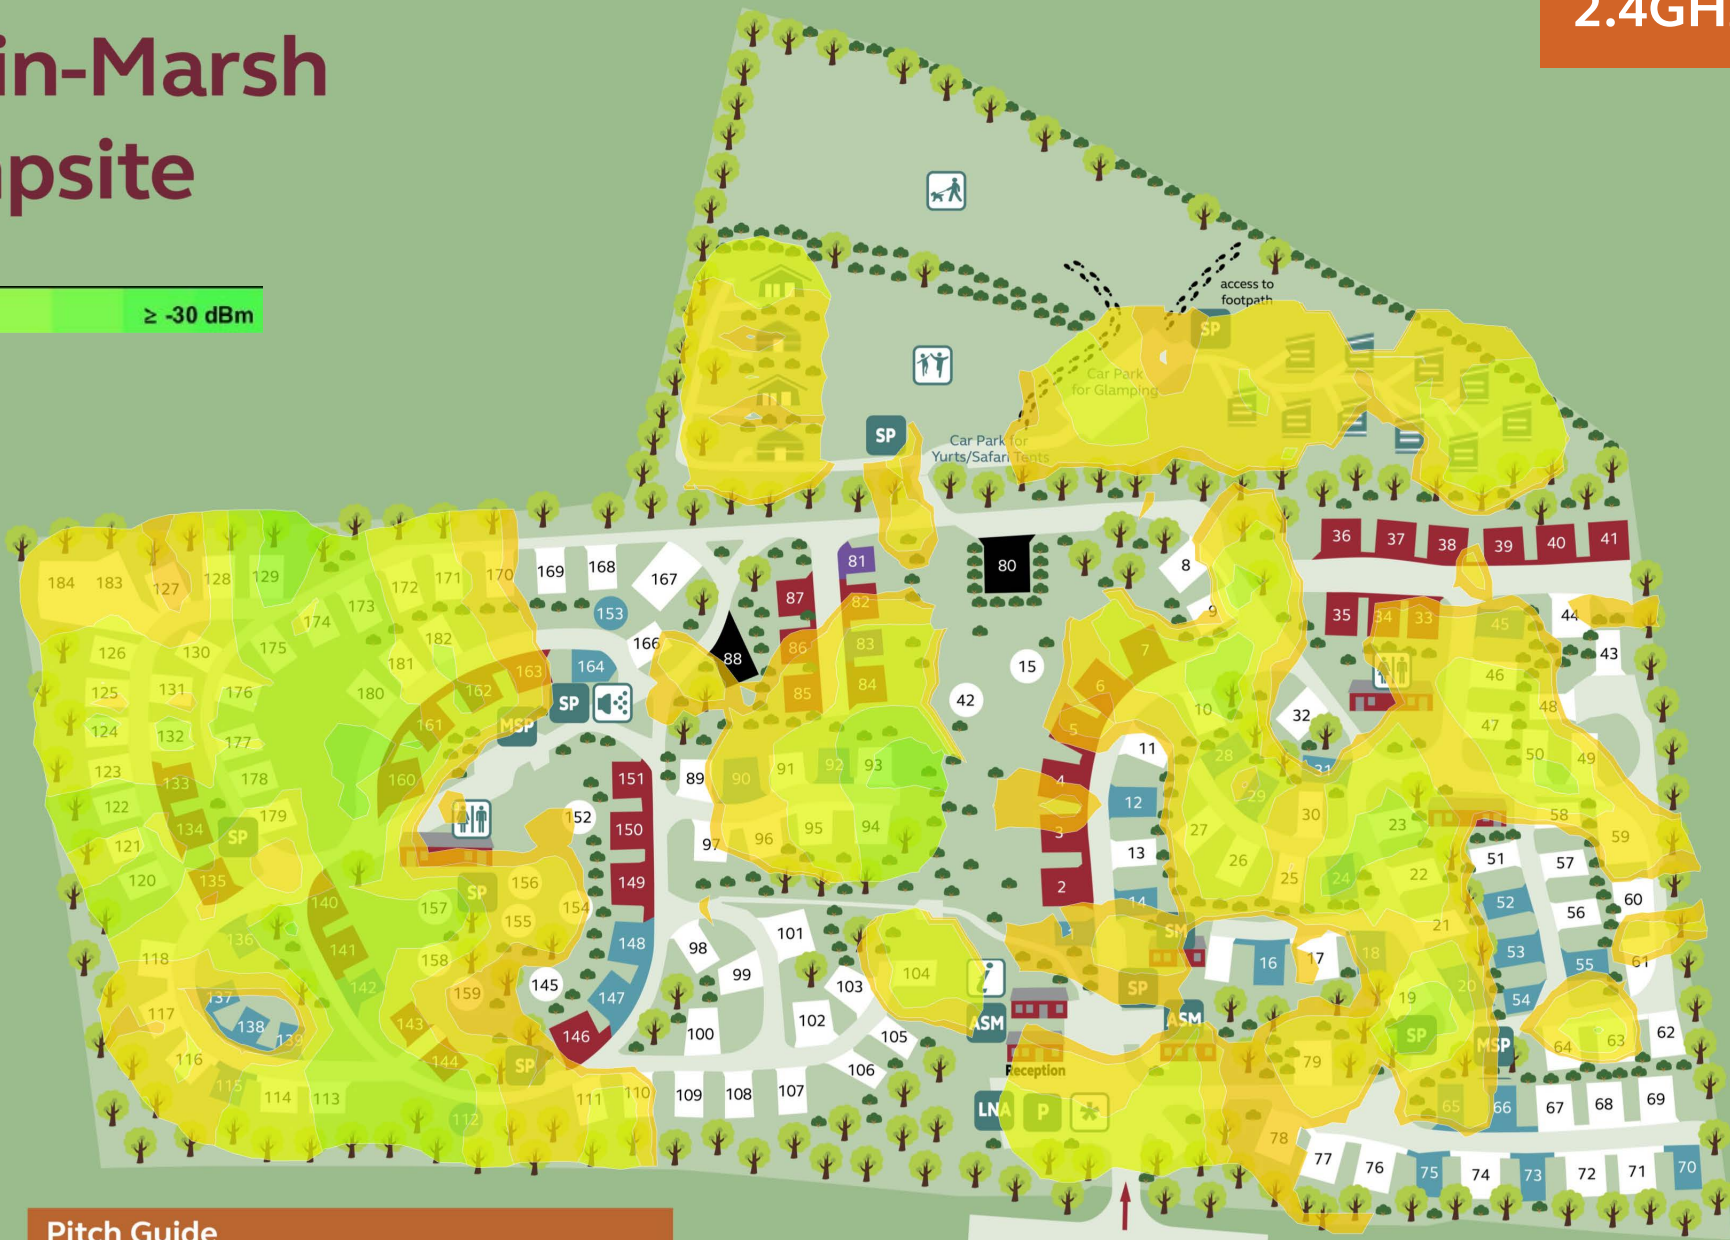 2.4GH
in-Marsh
psite
≥ -30 dBm
access to
footpath
SP
Car Park
for Glamping
SP
Car Park for
Yurts/Safari Tents
36 37 38 39 40 41
184 183 127 128 129 172 171 170 169 168 167
81 80 8
153
87 82 9
173 174 35 34 33 45 44
126 130 175 182 181 166 88 86 83 7 43
125 131 176 180 162 163 164 85 84 15 6 46
SP MSP
42 10 32 48
124 132 177 161 5 47
11 28 31 50 49
123 133 178 160 151 89 90 91 92 93 4
122 179 152 12 29 30 58
121 134 SP 150 97 96 95 94 3 27 23 59
120 135 156 149 13 26 51 57
SP
140 157 155 154 2 14 25 24 22 52 56 60
136 141 148 98 101 1 SM 21 53
118 158 99 104 16 17 18 55 61
142 159 145 103 SP 19 20 54
117 137 138 139 147 102 ASM ASM
143 146 100 105 SP MSP 64 63 62
116 144 SP 106 Reception 79
115 114 113 111 110 109 108 107
112 LNA P * 65 66 67 68 69
78 77 76 75 74 73 72 71 70
Pitch Guide